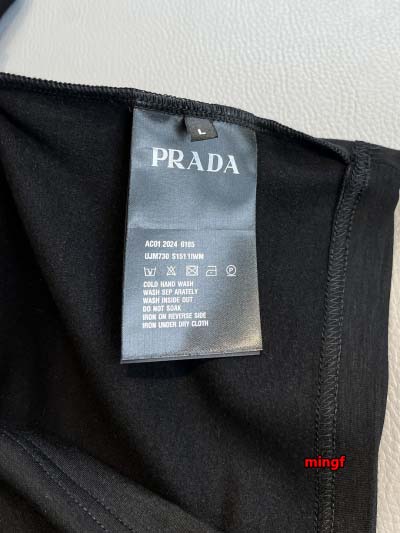 L
PRADA
AC01 2024 0185
UJM730 S151 1IWM
COLD HAND WASH
WASH SEP ARATELY
WASH INSIDE OUT
DO NOT SOAK
IRON ON REVERSE SIDE
IRON UNDER DRY CLOTH
mingf